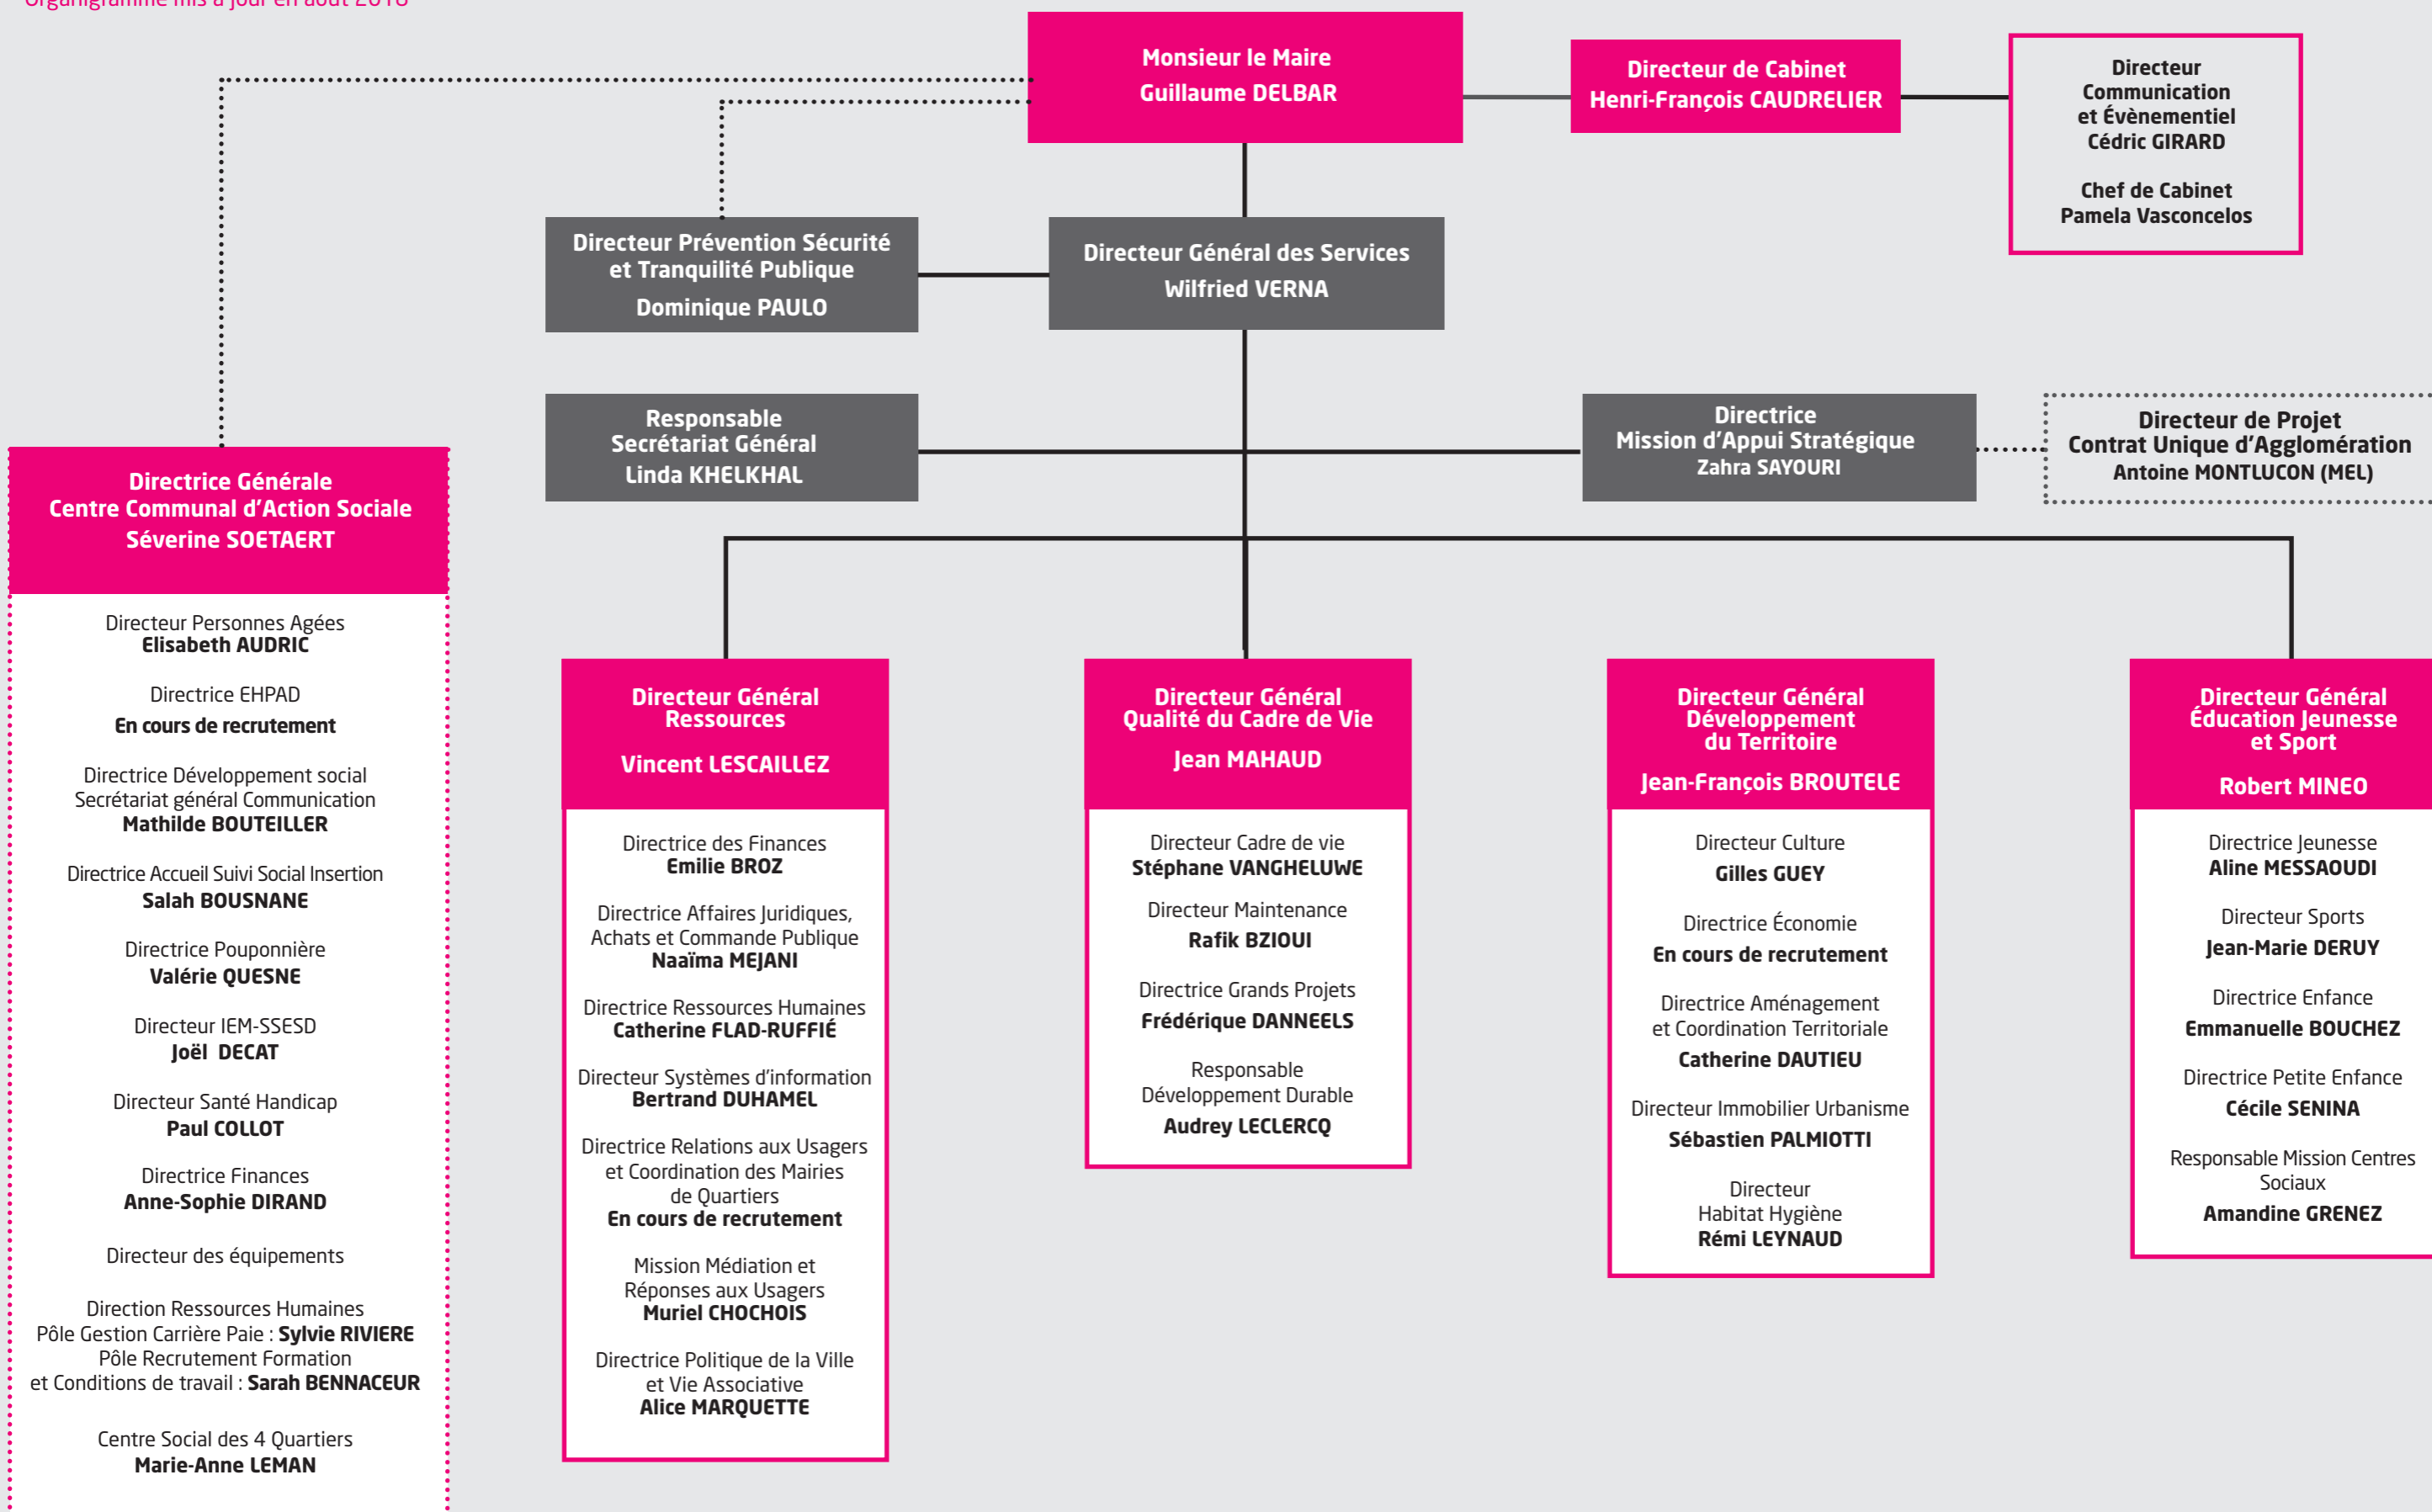 Organigramme mis à jour en août 2018
Monsieur le Maire
Guillaume DELBAR
Directeur de Cabinet
Henri-François CAUDRELIER
Directeur
Communication
et Évènementiel
Cédric GIRARD
Chef de Cabinet
Pamela Vasconcelos
Directeur Prévention Sécurité
et Tranquilité Publique
Dominique PAULO
Directeur Général des Services
Wilfried VERNA
Responsable
Secrétariat Général
Linda KHELKHAL
Directrice
Mission d'Appui Stratégique
Zahra SAYOURI
Directeur de Projet
Contrat Unique d'Agglomération
Antoine MONTLUCON (MEL)
Directrice Générale
Centre Communal d'Action Sociale
Séverine SOETAERT
Directeur Personnes Agées
Elisabeth AUDRIC
Directrice EHPAD
En cours de recrutement
Directrice Développement social
Secrétariat général Communication
Mathilde BOUTEILLER
Directrice Accueil Suivi Social Insertion
Salah BOUSNANE
Directrice Pouponnière
Valérie QUESNE
Directeur IEM-SSESD
Joël DECAT
Directeur Santé Handicap
Paul COLLOT
Directrice Finances
Anne-Sophie DIRAND
Directeur des équipements
Direction Ressources Humaines
Pôle Gestion Carrière Paie : Sylvie RIVIERE
Pôle Recrutement Formation
et Conditions de travail : Sarah BENNACEUR
Centre Social des 4 Quartiers
Marie-Anne LEMAN
Directeur Général
Ressources
Vincent LESCAILLEZ
Directrice des Finances
Emilie BROZ
Directrice Affaires Juridiques,
Achats et Commande Publique
Naaïma MEJANI
Directrice Ressources Humaines
Catherine FLAD-RUFFIÉ
Directeur Systèmes d'information
Bertrand DUHAMEL
Directrice Relations aux Usagers
et Coordination des Mairies
de Quartiers
En cours de recrutement
Mission Médiation et
Réponses aux Usagers
Muriel CHOCHOIS
Directrice Politique de la Ville
et Vie Associative
Alice MARQUETTE
Directeur Général
Qualité du Cadre de Vie
Jean MAHAUD
Directeur Cadre de vie
Stéphane VANGHELUWE
Directeur Maintenance
Rafik BZIOUI
Directrice Grands Projets
Frédérique DANNEELS
Responsable
Développement Durable
Audrey LECLERCQ
Directeur Général
Développement
du Territoire
Jean-François BROUTELE
Directeur Culture
Gilles GUEY
Directrice Économie
En cours de recrutement
Directrice Aménagement
et Coordination Territoriale
Catherine DAUTIEU
Directeur Immobilier Urbanisme
Sébastien PALMIOTTI
Directeur
Habitat Hygiène
Rémi LEYNAUD
Directeur Général
Éducation Jeunesse
et Sport
Robert MINEO
Directrice Jeunesse
Aline MESSAOUDI
Directeur Sports
Jean-Marie DERUY
Directrice Enfance
Emmanuelle BOUCHEZ
Directrice Petite Enfance
Cécile SENINA
Responsable Mission Centres
Sociaux
Amandine GRENEZ